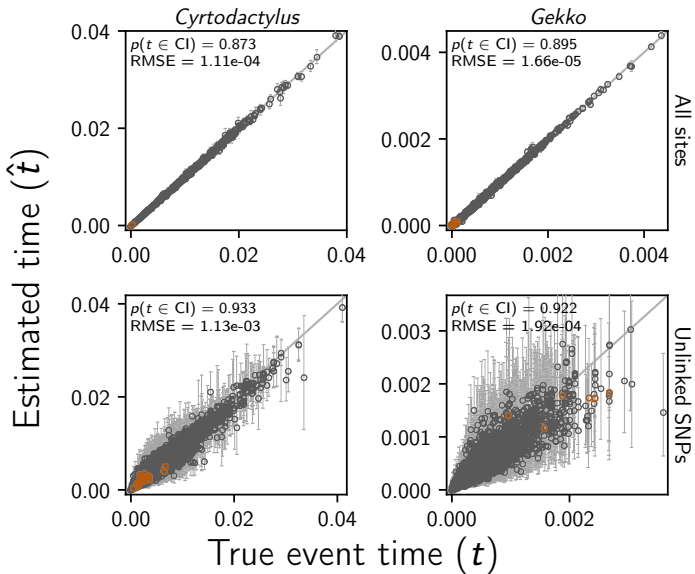 Cyrtodactylus
Gekko
p(t ∈ CI) = 0.873
RMSE = 1.11e-04
p(t ∈ CI) = 0.895
RMSE = 1.66e-05
0.04
0.02
0.00
0.004
0.002
0.000
0.00 0.02 0.04
0.000 0.002 0.004
All sites
p(t ∈ CI) = 0.933
RMSE = 1.13e-03
p(t ∈ CI) = 0.922
RMSE = 1.92e-04
0.04
0.02
0.00
0.003
0.002
0.001
0.000
0.00 0.02 0.04
0.000 0.002
Unlinked SNPs
Estimated time (t̂)
True event time (t)